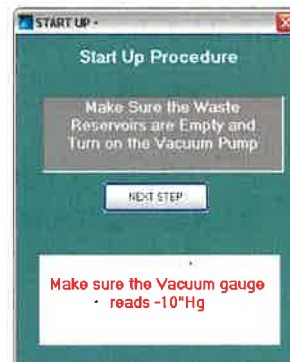 START UP -
Start Up Procedure
Make Sure the Waste
Reservoirs are Empty and
Turn on the Vacuum Pump
NEXT STEP
Make sure the Vacuum gauge
reads -10"Hg